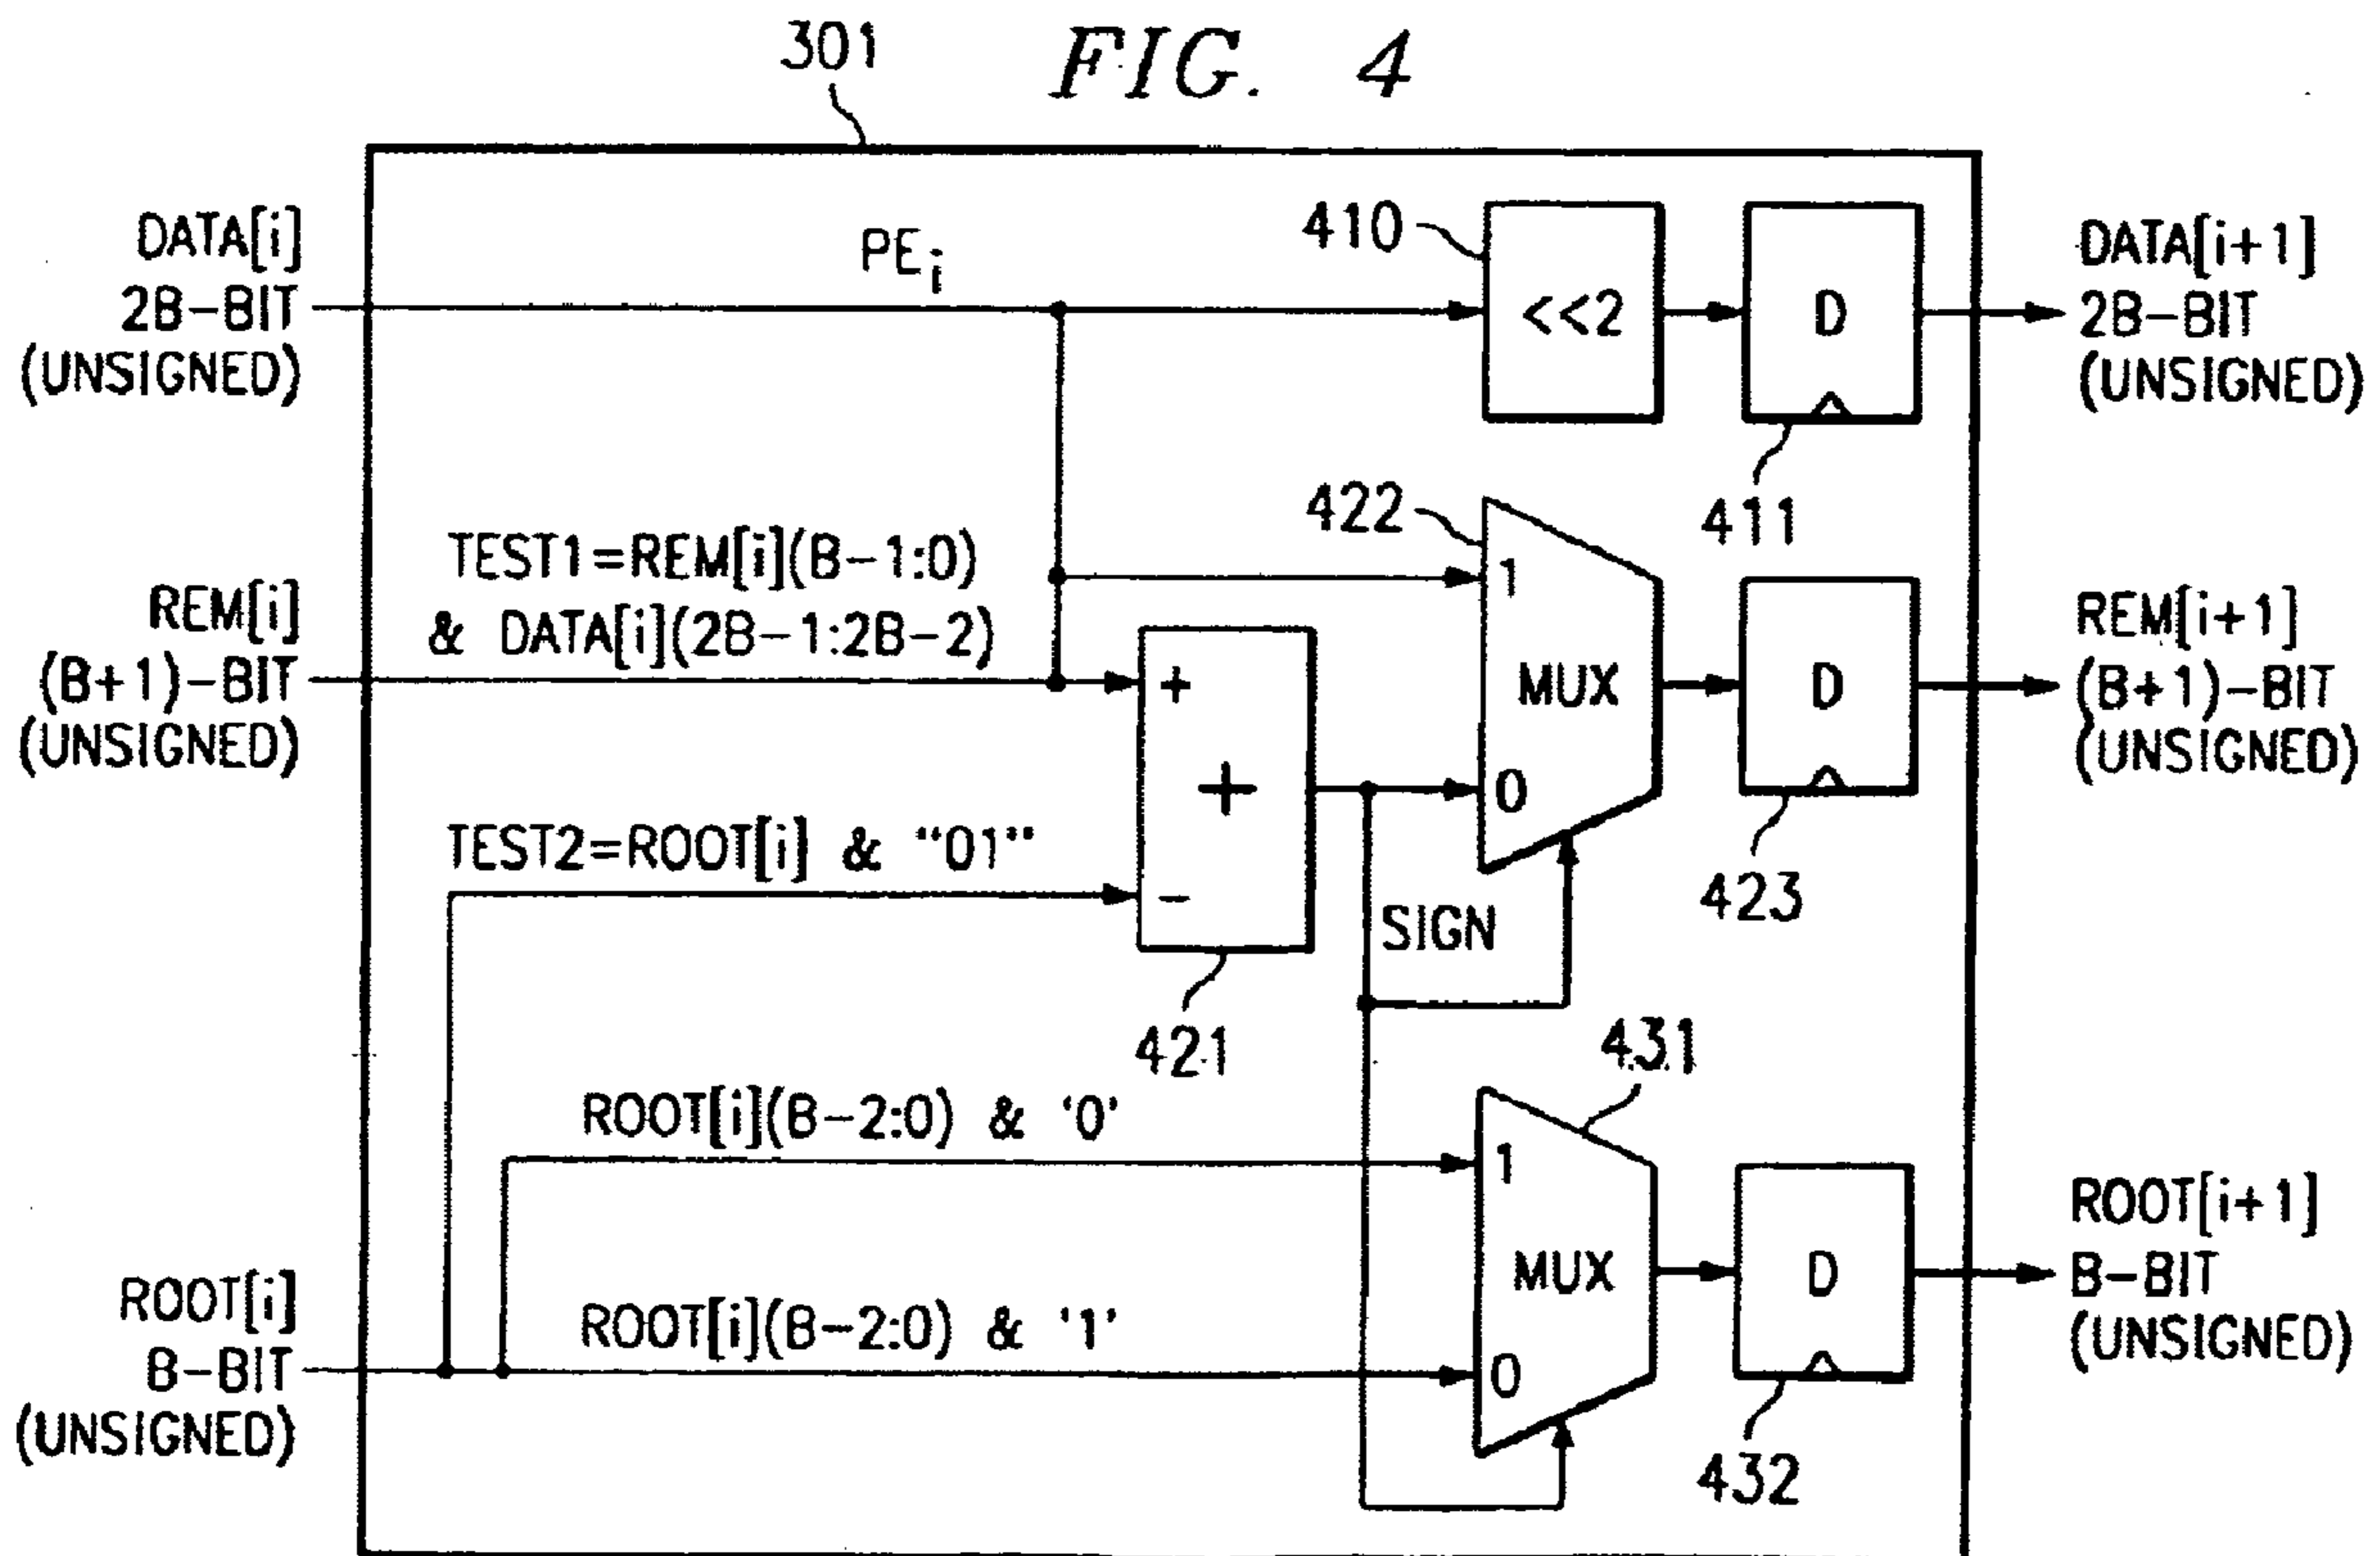 FIG. 4
301
DATA[i]
2B-BIT
(UNSIGNED)
PEi
410
<<2
D
411
DATA[i+1]
2B-BIT
(UNSIGNED)
REM[i]
(B+1)-BIT
(UNSIGNED)
TEST1=REM[i](B-1:0)
& DATA[i](2B-1:2B-2)
+
+
-
421
TEST2=ROOT[i] & "01"
422
1
MUX
0
SIGN
D
423
REM[i+1]
(B+1)-BIT
(UNSIGNED)
ROOT[i]
B-BIT
(UNSIGNED)
ROOT[i](B-2:0) & '0'
ROOT[i](B-2:0) & '1'
431
1
MUX
0
D
432
ROOT[i+1]
B-BIT
(UNSIGNED)